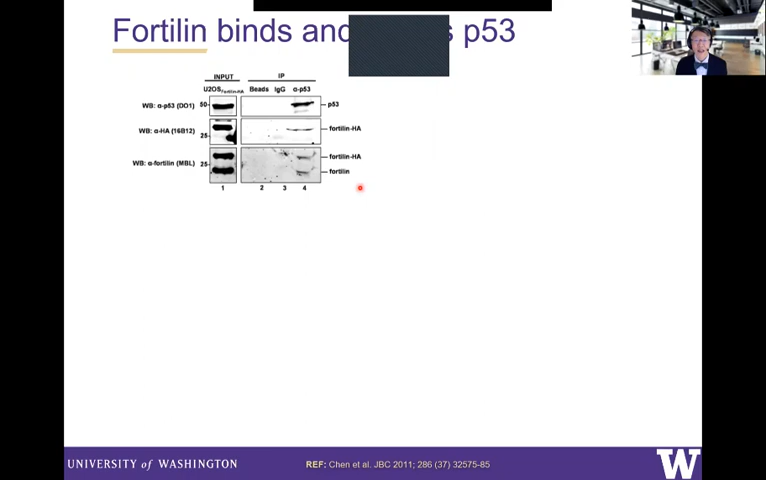 Fortilin binds and s p53
INPUT IP
U2OSFortilin-HA Beads IgG α-p53
WB: α-p53 (DO1) 50 p53
WB: α-HA (16B12) 25 fortilin-HA
WB: α-fortilin (MBL) 25 fortilin-HA
fortilin
1 2 3 4
UNIVERSITY of WASHINGTON REF: Chen et al. JBC 2011; 286 (37) 32575-85 W